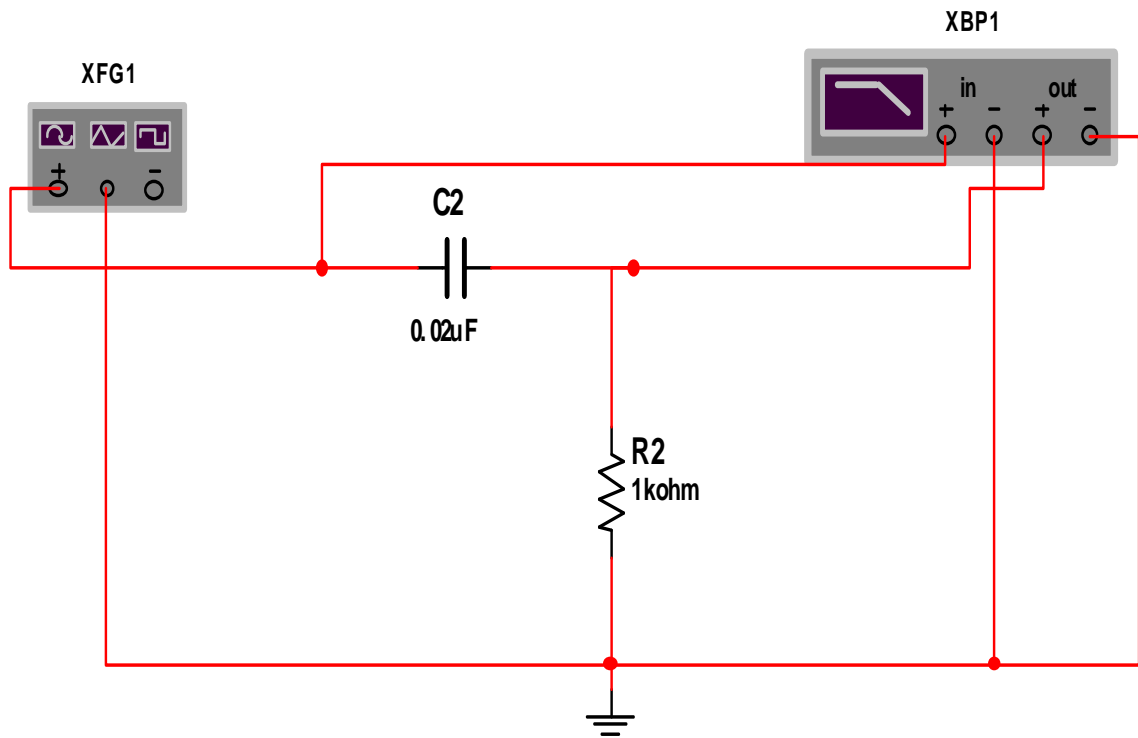 XBP1
XFG1
in out
+ - + -
+ -
C2
0.02uF
R2
1kohm